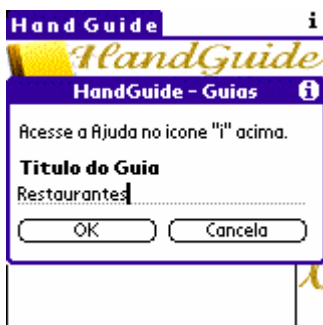 Hand Guide i
HandGuide
HandGuide - Guias i
Acesse a Ajuda no icone "i" acima.
Titulo do Guia
Restaurantes
OK Cancela